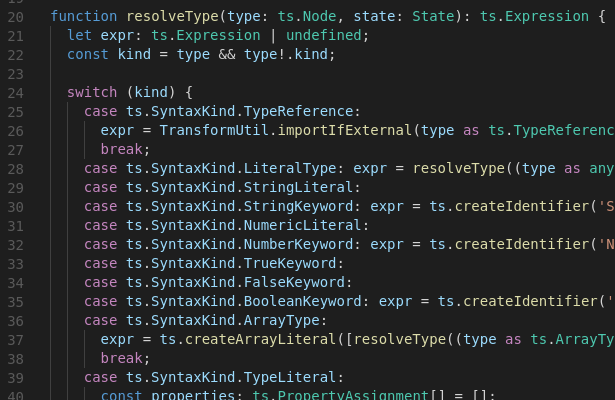 20 function resolveType(type: ts.Node, state: State): ts.Expression {
21 let expr: ts.Expression | undefined;
22 const kind = type && type!.kind;
23
24 switch (kind) {
25 case ts.SyntaxKind.TypeReference:
26 expr = TransformUtil.importIfExternal(type as ts.TypeReferenc
27 break;
28 case ts.SyntaxKind.LiteralType: expr = resolveType((type as any
29 case ts.SyntaxKind.StringLiteral:
30 case ts.SyntaxKind.StringKeyword: expr = ts.createIdentifier('S
31 case ts.SyntaxKind.NumericLiteral:
32 case ts.SyntaxKind.NumberKeyword: expr = ts.createIdentifier('N
33 case ts.SyntaxKind.TrueKeyword:
34 case ts.SyntaxKind.FalseKeyword:
35 case ts.SyntaxKind.BooleanKeyword: expr = ts.createIdentifier('
36 case ts.SyntaxKind.ArrayType:
37 expr = ts.createArrayLiteral([resolveType((type as ts.ArrayTy
38 break;
39 case ts.SyntaxKind.TypeLiteral:
40 const properties: ts.PropertyAssignment[] = [];